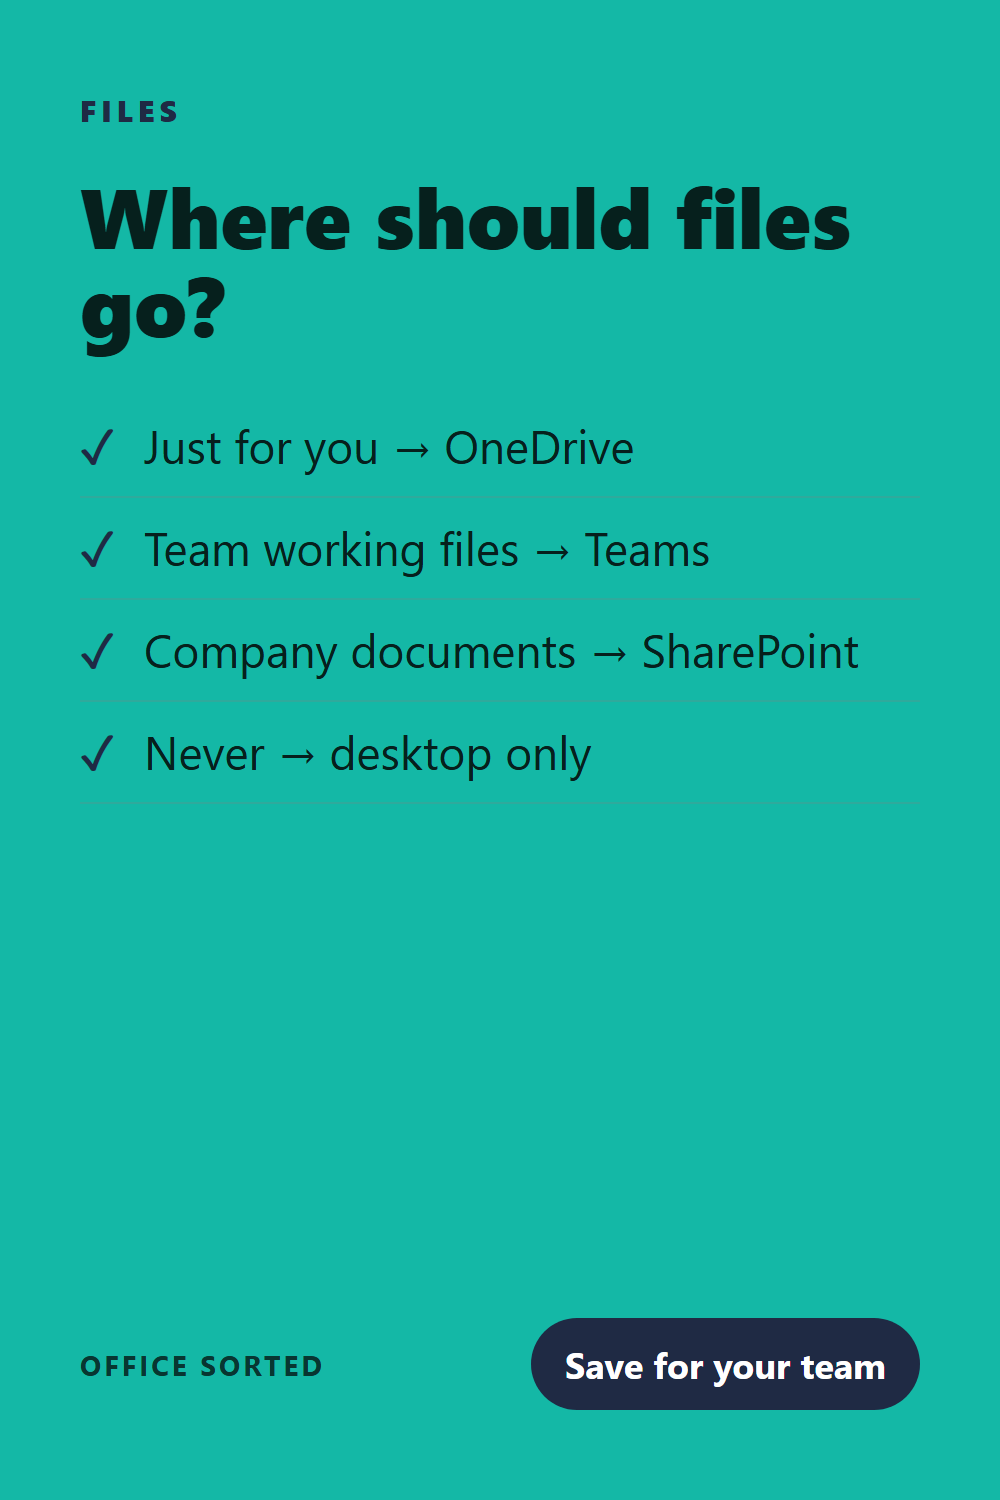 FILES
Where should files
go?
✓ Just for you → OneDrive
✓ Team working files → Teams
✓ Company documents → SharePoint
✓ Never → desktop only
OFFICE SORTED
Save for your team